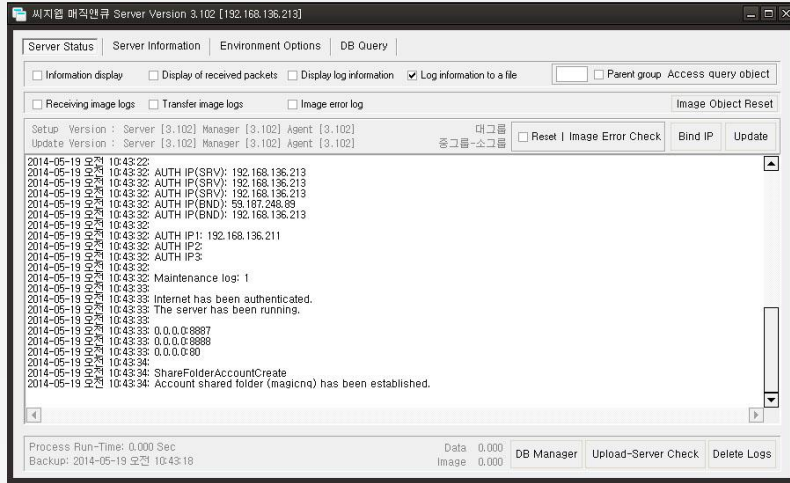 씨지웹 매직앤큐 Server Version 3.102 [192.168.136.213]
Server Status Server Information Environment Options DB Query
Information display Display of received packets Display log information Log information to a file Parent group Access query object
Receiving image logs Transfer image logs Image error log Image Object Reset
Setup Version : Server [3.102] Manager [3.102] Agent [3.102] 대그룹
Update Version : Server [3.102] Manager [3.102] Agent [3.102] 중그룹-소그룹
Reset | Image Error Check Bind IP Update
2014-05-19 오전 10:43:22:
2014-05-19 오전 10:43:32: AUTH IP(SRV): 192.168.136.213
2014-05-19 오전 10:43:32: AUTH IP(SRV): 192.168.136.213
2014-05-19 오전 10:43:32: AUTH IP(SRV): 192.168.136.213
2014-05-19 오전 10:43:32: AUTH IP(BND): 59.187.248.89
2014-05-19 오전 10:43:32: AUTH IP(BND): 192.168.136.213
2014-05-19 오전 10:43:32:
2014-05-19 오전 10:43:32: AUTH IP1: 192.168.136.211
2014-05-19 오전 10:43:32: AUTH IP2:
2014-05-19 오전 10:43:32: AUTH IP3:
2014-05-19 오전 10:43:32:
2014-05-19 오전 10:43:32: Maintenance log: 1
2014-05-19 오전 10:43:33:
2014-05-19 오전 10:43:33: Internet has been authenticated.
2014-05-19 오전 10:43:33: The server has been running.
2014-05-19 오전 10:43:33:
2014-05-19 오전 10:43:33: 0.0.0.0:8887
2014-05-19 오전 10:43:33: 0.0.0.0:8888
2014-05-19 오전 10:43:33: 0.0.0.0:80
2014-05-19 오전 10:43:34:
2014-05-19 오전 10:43:34: ShareFolderAccountCreate
2014-05-19 오전 10:43:34: Account shared folder (magicnq) has been established.
Process Run-Time: 0.000 Sec Data 0.000
Backup: 2014-05-19 오전 10:43:18 Image 0.000
DB Manager Upload-Server Check Delete Logs